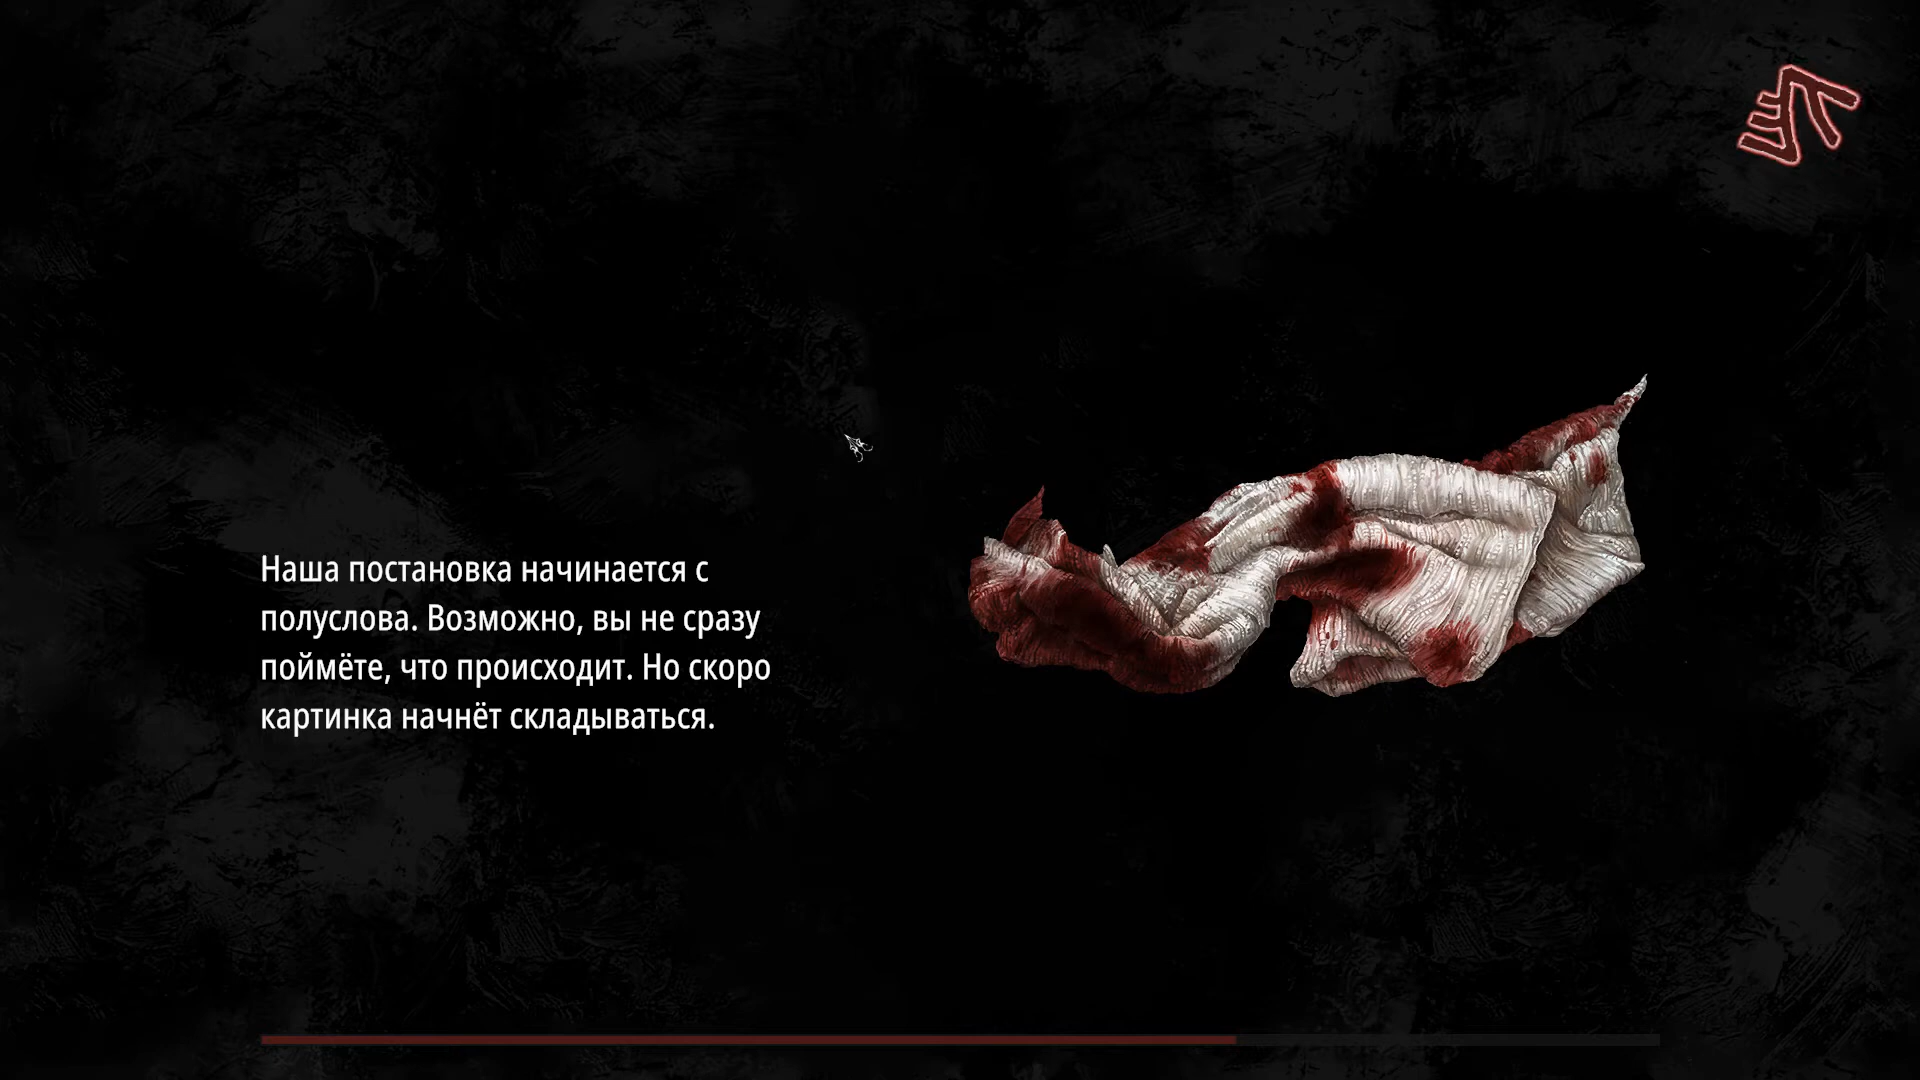 Наша постановка начинается с
полуслова. Возможно, вы не сразу
поймёте, что происходит. Но скоро
картинка начнёт складываться.